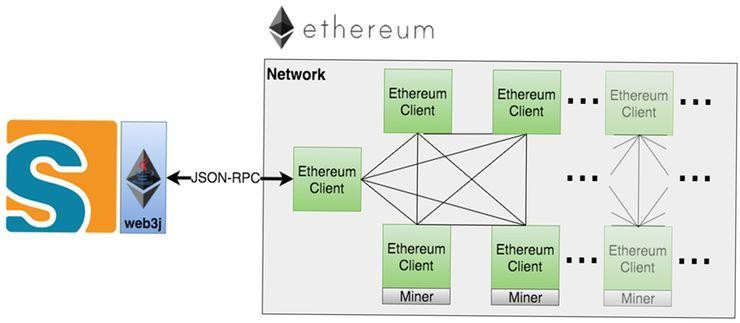 ethereum
Network
Ethereum
Client
Ethereum
Client
Ethereum
Client
S
web3j
JSON-RPC
Ethereum
Client
Ethereum
Client
Miner
Ethereum
Client
Miner
Ethereum
Client
Miner